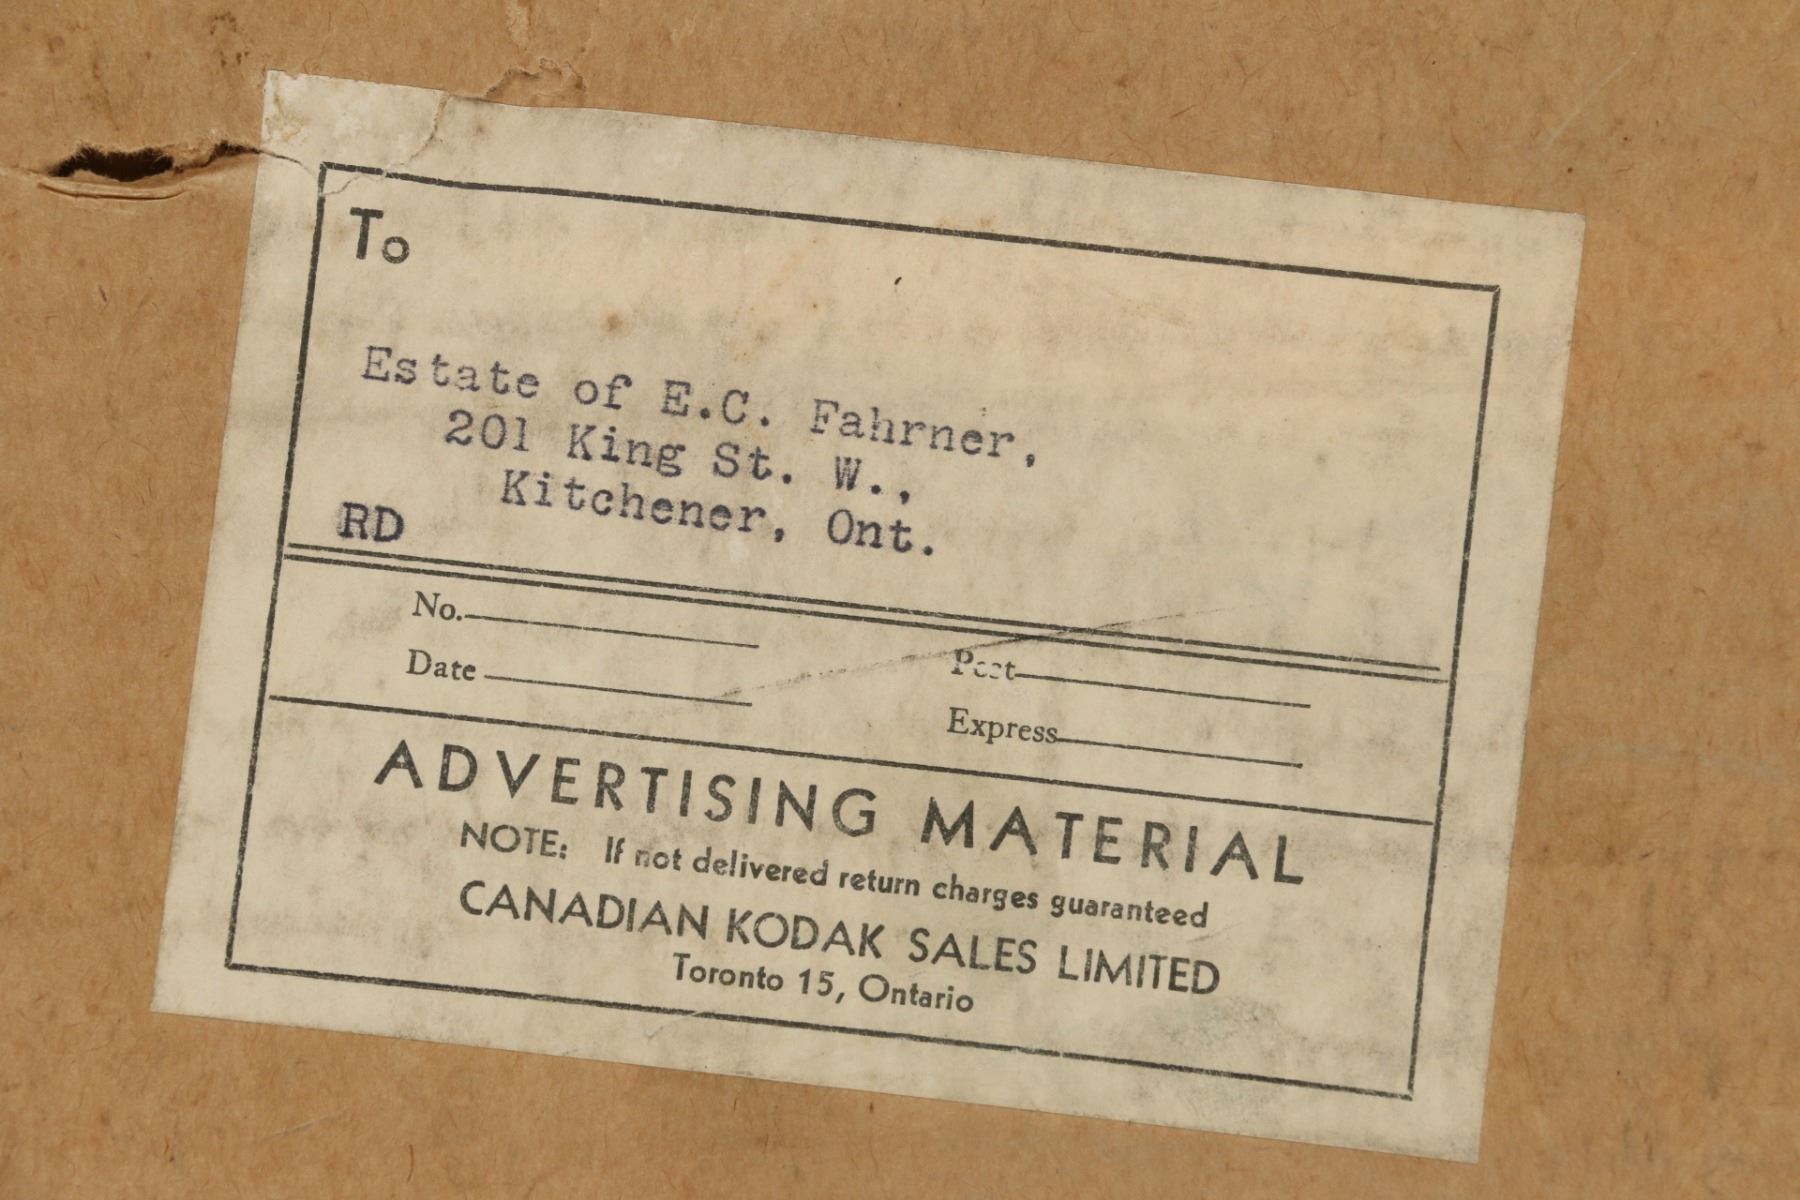 To
Estate of E.C. Fahrner,
201 King St. W.,
Kitchener, Ont.
RD
No.
Date
Post
Express
ADVERTISING MATERIAL
NOTE: If not delivered return charges guaranteed
CANADIAN KODAK SALES LIMITED
Toronto 15, Ontario